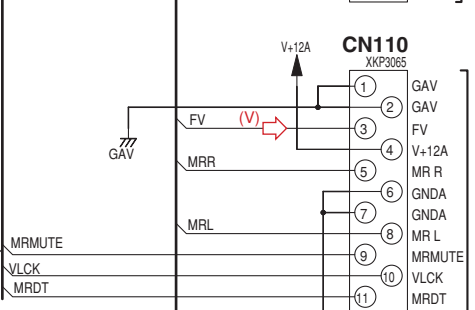 V+12A
CN110
XKP3065
1 GAV
2 GAV
GAV
FV (V) 3 FV
4 V+12A
MRR 5 MR R
6 GNDA
7 GNDA
MRL 8 MR L
MRMUTE 9 MRMUTE
VLCK 10 VLCK
MRDT 11 MRDT